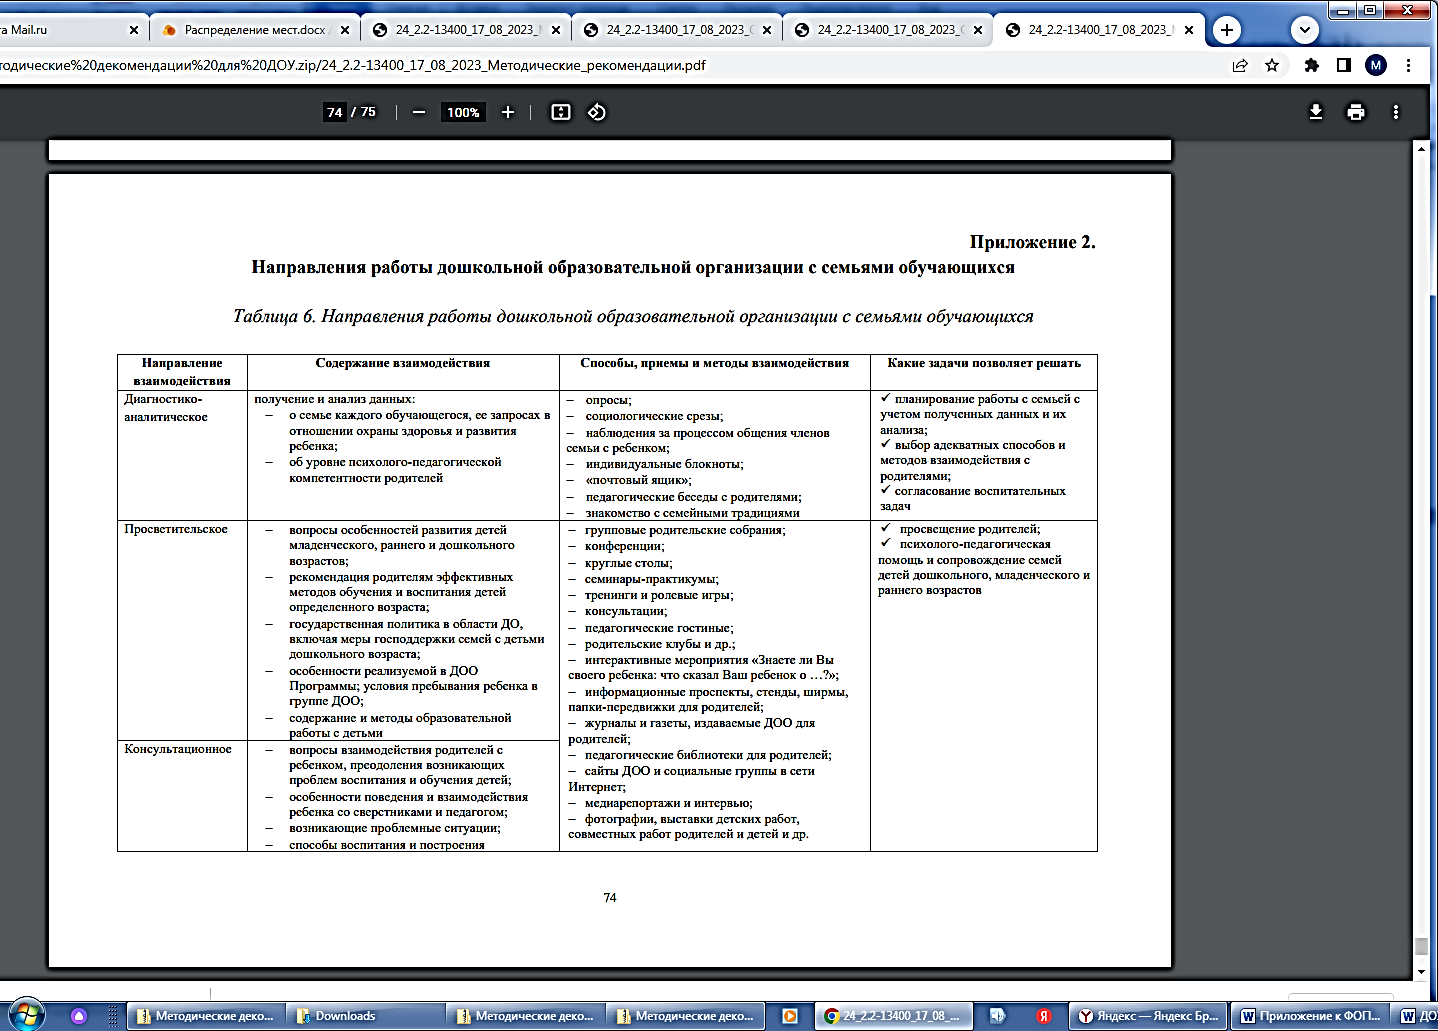 га Mail.ru
Распределение мест.docx /
24_2.2-13400_17_08_2023_
24_2.2-13400_17_08_2023_
24_2.2-13400_17_08_2023_
24_2.2-13400_17_08_2023_
тодические%20декомендации%20для%20ДОУ.zip/24_2.2-13400_17_08_2023_Методические_рекомендации.pdf
M
74 / 75
100%
Приложение 2.
Направления работы дошкольной образовательной организации с семьями обучающихся
Таблица 6. Направления работы дошкольной образовательной организации с семьями обучающихся
Направление
взаимодействия
Содержание взаимодействия
Способы, приемы и методы взаимодействия
Какие задачи позволяет решать
Диагностико-
аналитическое
получение и анализ данных:
– о семье каждого обучающегося, ее запросах в
отношении охраны здоровья и развития
ребенка;
– об уровне психолого-педагогической
компетентности родителей
– опросы;
– социологические срезы;
– наблюдения за процессом общения членов
семьи с ребенком;
– индивидуальные блокноты;
– «почтовый ящик»;
– педагогические беседы с родителями;
– знакомство с семейными традициями
✓ планирование работы с семьей с
учетом полученных данных и их
анализа;
✓ выбор адекватных способов и
методов взаимодействия с
родителями;
✓ согласование воспитательных
задач
Просветительское
– вопросы особенностей развития детей
младенческого, раннего и дошкольного
возрастов;
– рекомендация родителям эффективных
методов обучения и воспитания детей
определенного возраста;
– государственная политика в области ДО,
включая меры господдержки семей с детьми
дошкольного возраста;
– особенности реализуемой в ДОО
Программы; условия пребывания ребенка в
группе ДОО;
– содержание и методы образовательной
работы с детьми
– групповые родительские собрания;
– конференции;
– круглые столы;
– семинары-практикумы;
– тренинги и ролевые игры;
– консультации;
– педагогические гостиные;
– родительские клубы и др.;
– интерактивные мероприятия «Знаете ли Вы
своего ребенка: что сказал Ваш ребенок о …?»;
– информационные проспекты, стенды, ширмы,
папки-передвижки для родителей;
– журналы и газеты, издаваемые ДОО для
родителей;
– педагогические библиотеки для родителей;
– сайты ДОО и социальные группы в сети
Интернет;
– медиарепортажи и интервью;
– фотографии, выставки детских работ,
совместных работ родителей и детей и др.
✓ просвещение родителей;
✓ психолого-педагогическая
помощь и сопровождение семей
детей дошкольного, младенческого и
раннего возрастов
Консультационное
– вопросы взаимодействия родителей с
ребенком, преодоления возникающих
проблем воспитания и обучения детей;
– особенности поведения и взаимодействия
ребенка со сверстниками и педагогом;
– возникающие проблемные ситуации;
– способы воспитания и построения
74
Методические деко...
Downloads
Методические деко...
Методические деко...
24_2.2-13400_17_08_...
Я
Яндекс — Яндекс Бр...
Приложение к ФОП...
ДО